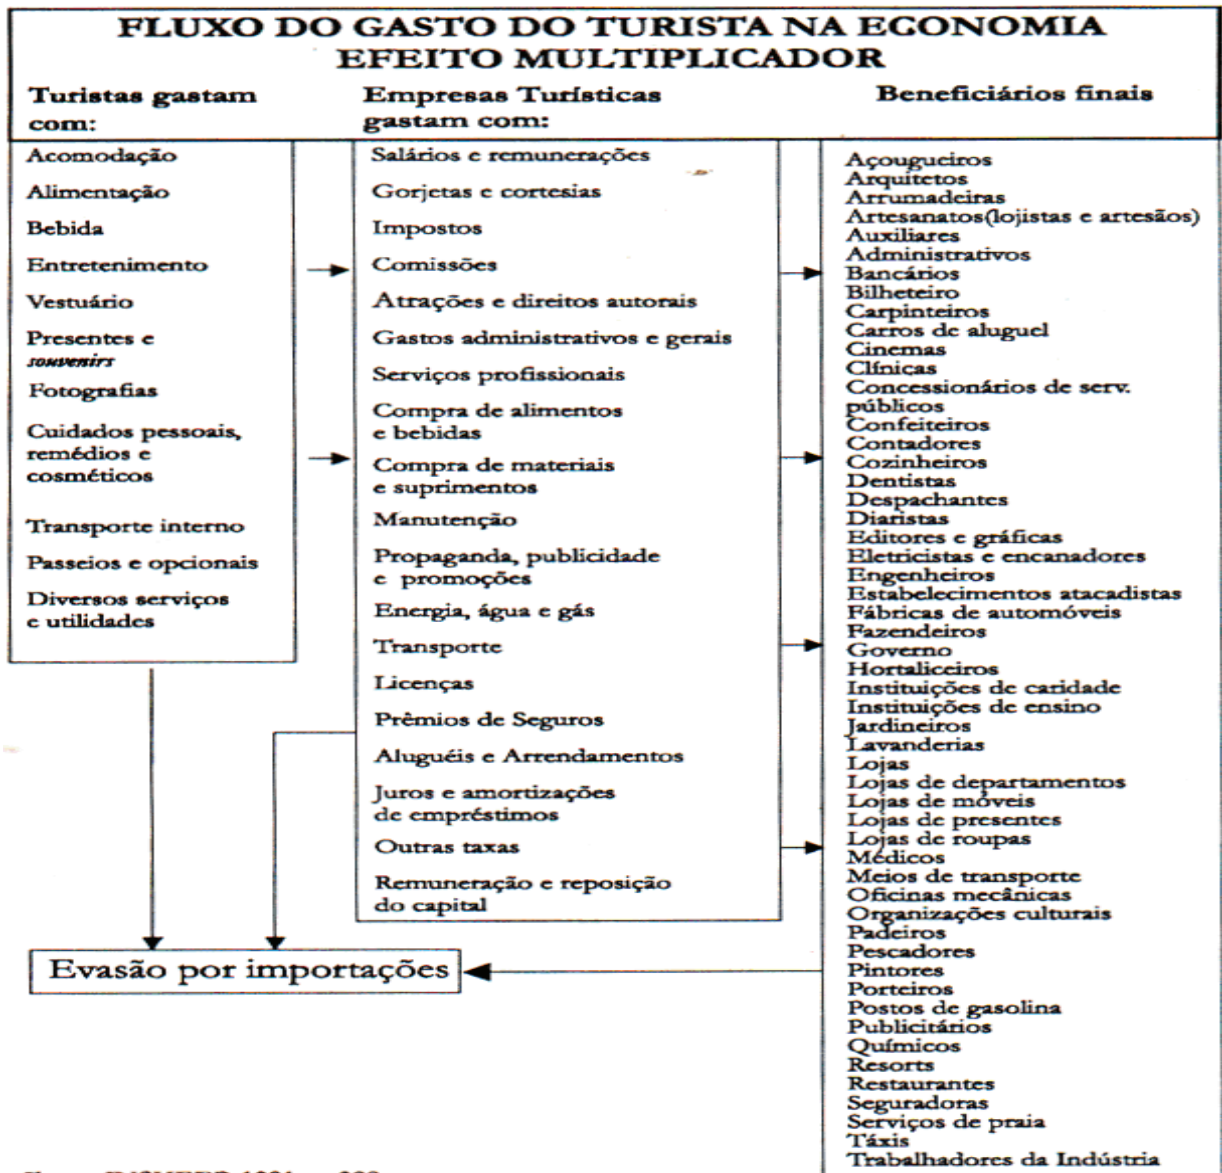 FLUXO DO GASTO DO TURISTA NA ECONOMIA
EFEITO MULTIPLICADOR
Turistas gastam
com:
Empresas Turísticas
gastam com:
Beneficiários finais
Acomodação
Alimentação
Bebida
Entretenimento
Vestuário
Presentes e
souvenirs
Fotografias
Cuidados pessoais,
remédios e
cosméticos
Transporte interno
Passeios e opcionais
Diversos serviços
e utilidades
Salários e remunerações
Gorjetas e cortesias
Impostos
Comissões
Atrações e direitos autorais
Gastos administrativos e gerais
Serviços profissionais
Compra de alimentos
e bebidas
Compra de materiais
e suprimentos
Manutenção
Propaganda, publicidade
e promoções
Energia, água e gás
Transporte
Licenças
Prêmios de Seguros
Aluguéis e Arrendamentos
Juros e amortizações
de empréstimos
Outras taxas
Remuneração e reposição
do capital
Açougueiros
Arquitetos
Arrumadeiras
Artesanatos(lojistas e artesãos)
Auxiliares
Administrativos
Bancários
Bilheteiro
Carpinteiros
Carros de aluguel
Cinemas
Clínicas
Concessionários de serv.
públicos
Confeiteiros
Contadores
Cozinheiros
Dentistas
Despachantes
Diaristas
Editores e gráficas
Eletricistas e encanadores
Engenheiros
Estabelecimentos atacadistas
Fábricas de automóveis
Fazendeiros
Governo
Hortaliceiros
Instituições de caridade
Instituições de ensino
Jardineiros
Lavanderias
Lojas
Lojas de departamentos
Lojas de móveis
Lojas de presentes
Lojas de roupas
Médicos
Meios de transporte
Oficinas mecânicas
Organizações culturais
Padeiros
Pescadores
Pintores
Porteiros
Postos de gasolina
Publicitários
Químicos
Resorts
Restaurantes
Seguradoras
Serviços de praia
Táxis
Trabalhadores da Indústria
Evasão por importações